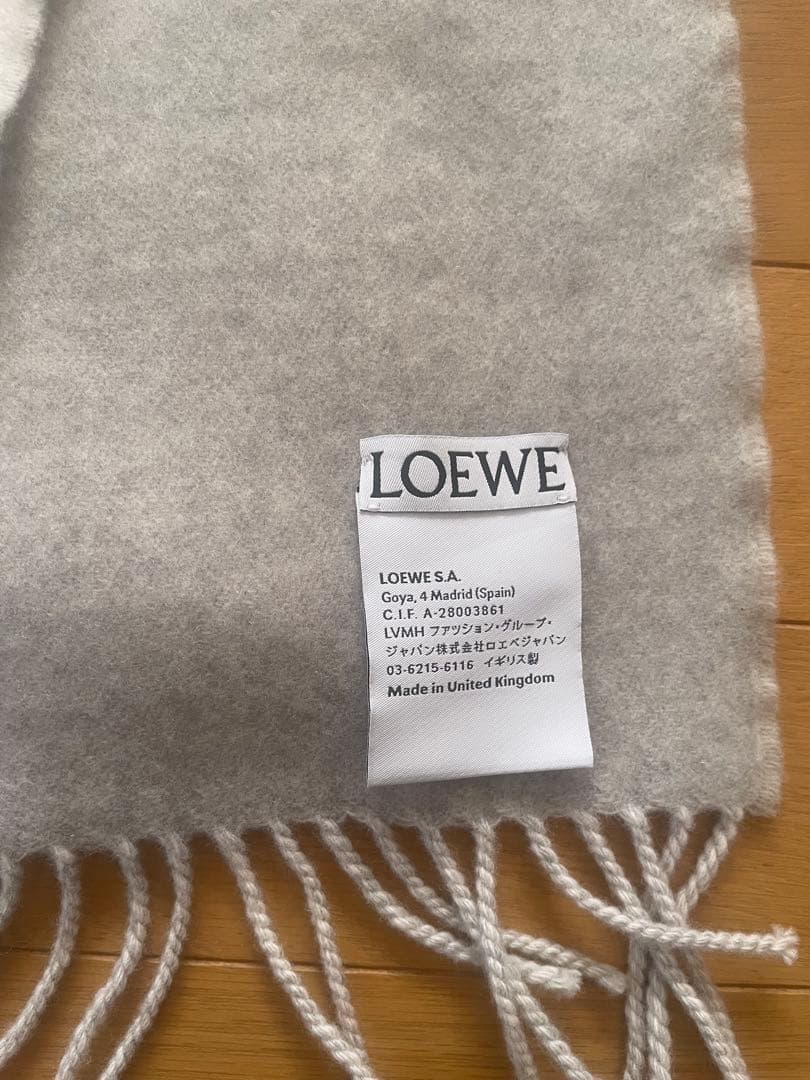 LOEWE
LOEWE S.A.
Goya, 4 Madrid (Spain)
C.I.F. A-28003861
LVMH ファッション・グループ・
ジャパン株式会社ロエベジャパン
03-6215-6116 イギリス製
Made in United Kingdom